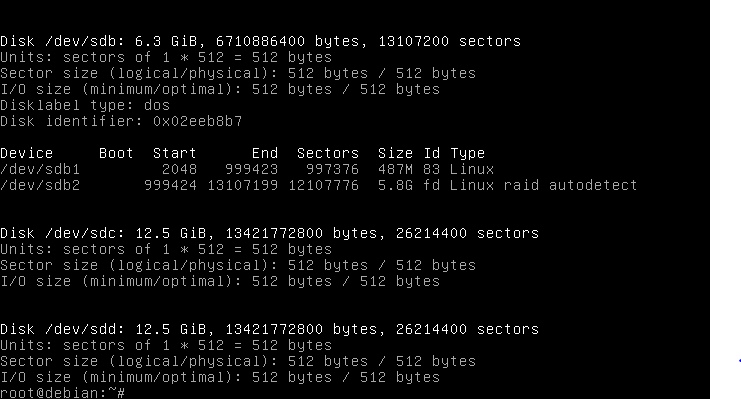 Disk /dev/sdb: 6.3 GiB, 6710886400 bytes, 13107200 sectors
Units: sectors of 1 * 512 = 512 bytes
Sector size (logical/physical): 512 bytes / 512 bytes
I/O size (minimum/optimal): 512 bytes / 512 bytes
Disklabel type: dos
Disk identifier: 0x02eeb8b7
Device     Boot  Start      End  Sectors  Size Id Type
/dev/sdb1         2048   999423   997376  487M 83 Linux
/dev/sdb2       999424 13107199 12107776  5.8G fd Linux raid autodetect
Disk /dev/sdc: 12.5 GiB, 13421772800 bytes, 26214400 sectors
Units: sectors of 1 * 512 = 512 bytes
Sector size (logical/physical): 512 bytes / 512 bytes
I/O size (minimum/optimal): 512 bytes / 512 bytes
Disk /dev/sdd: 12.5 GiB, 13421772800 bytes, 26214400 sectors
Units: sectors of 1 * 512 = 512 bytes
Sector size (logical/physical): 512 bytes / 512 bytes
I/O size (minimum/optimal): 512 bytes / 512 bytes
root@debian:~#